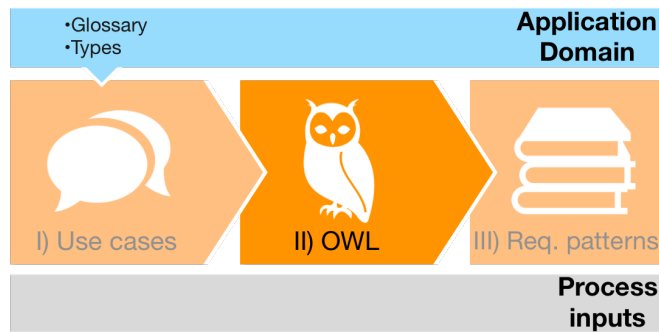 •Glossary
•Types
Application
Domain
I) Use cases
II) OWL
III) Req. patterns
Process
inputs